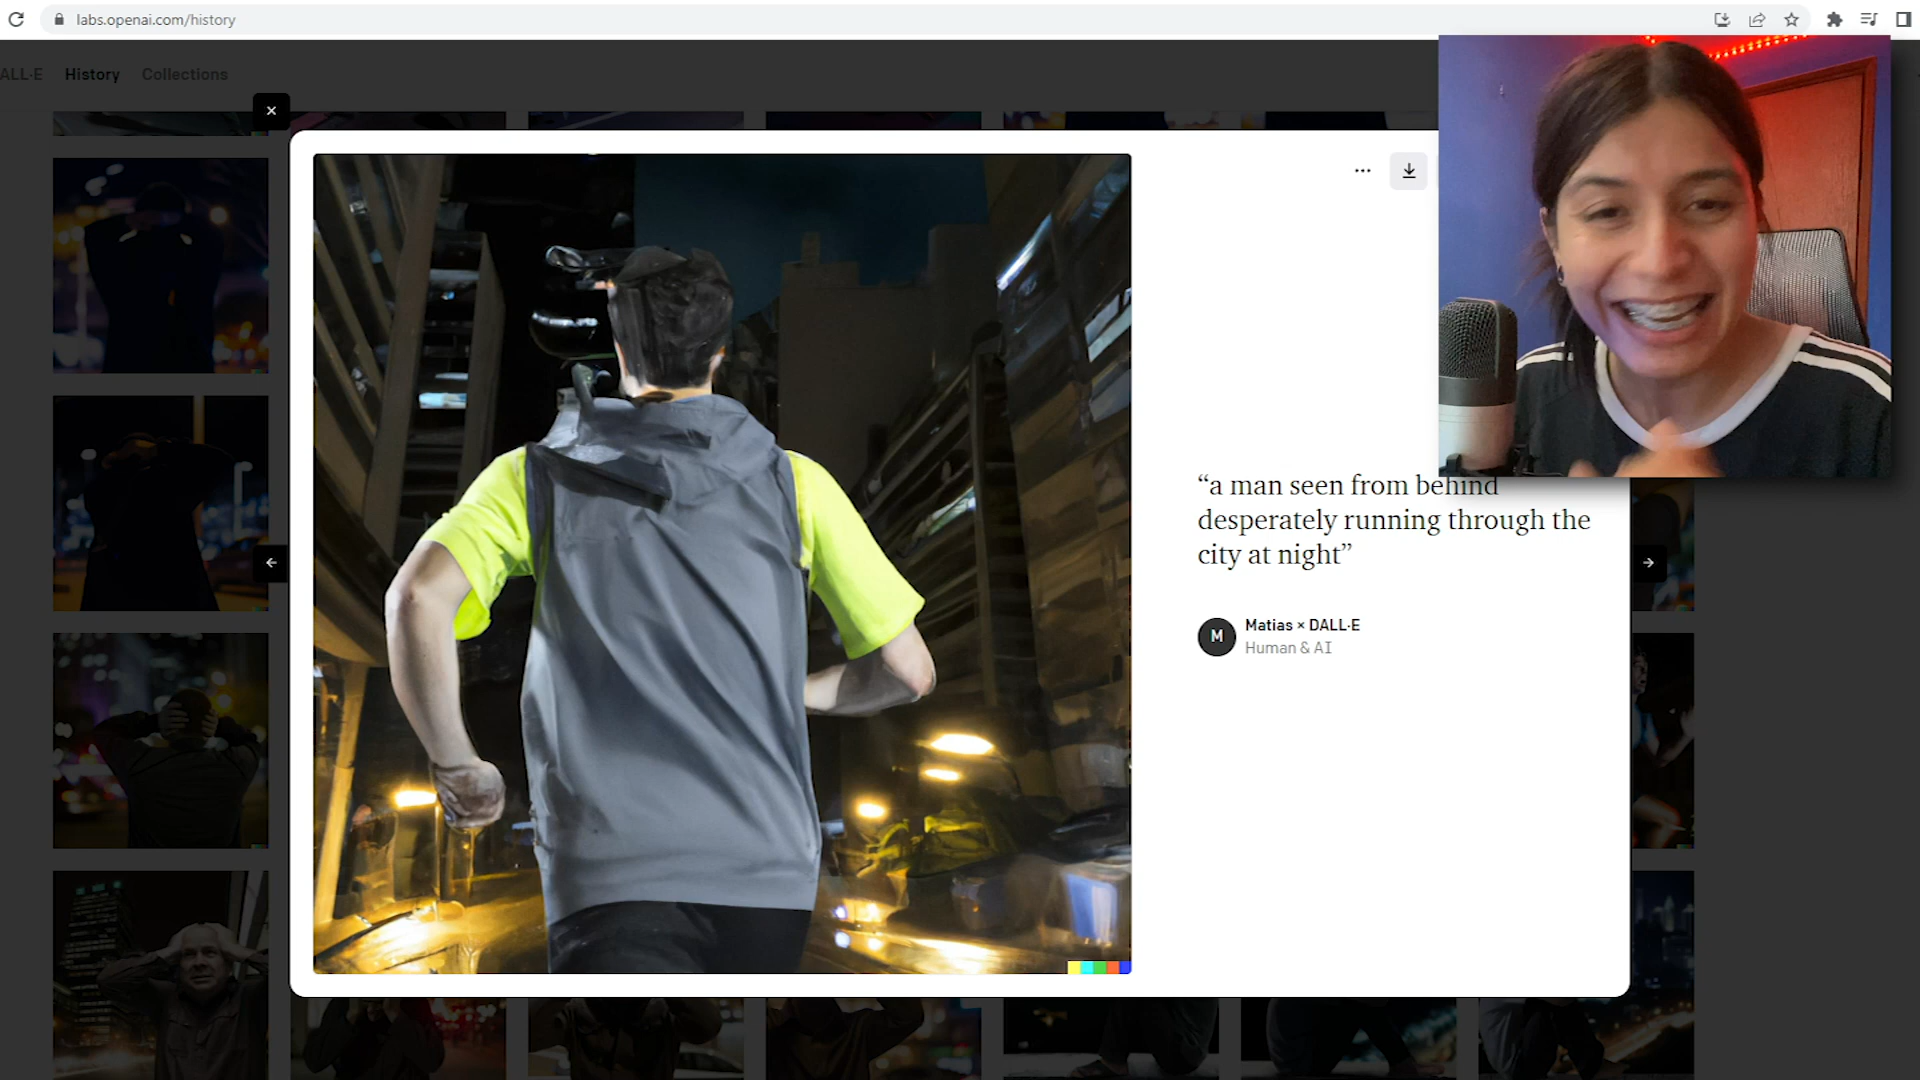 labs.openai.com/history
ALL·E History Collections
“a man seen from behind
desperately running through the
city at night”
M
Matias × DALL·E
Human & AI